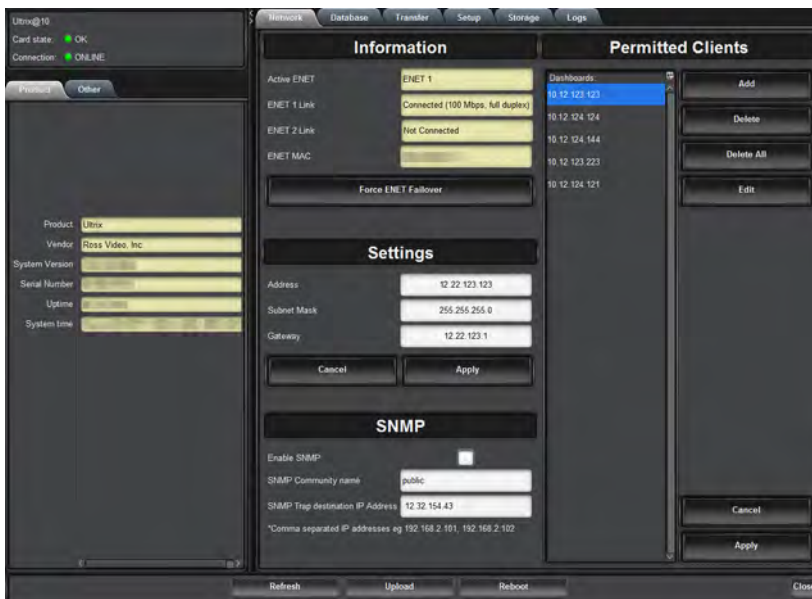 Ultrix@10
Card state: OK
Connection: ONLINE
Product Other
Product Ultrix
Vendor Ross Video, Inc
System Version
Serial Number
Uptime
System time
Network Database Transfer Setup Storage Logs
Information
Active ENET ENET 1
ENET 1 Link Connected (100 Mbps, full duplex)
ENET 2 Link Not Connected
ENET MAC
Force ENET Failover
Settings
Address 12.22.123.123
Subnet Mask 255.255.255.0
Gateway 12.22.123.1
Cancel Apply
SNMP
Enable SNMP
SNMP Community name public
SNMP Trap destination IP Address 12.32.154.43
*Comma separated IP addresses eg 192.168.2.101, 192.168.2.102
Permitted Clients
Dashboards:
10.12.123.123
10.12.124.124
10.12.124.144
10.12.123.223
10.12.124.121
Add
Delete
Delete All
Edit
Cancel
Apply
Refresh Upload Reboot Close